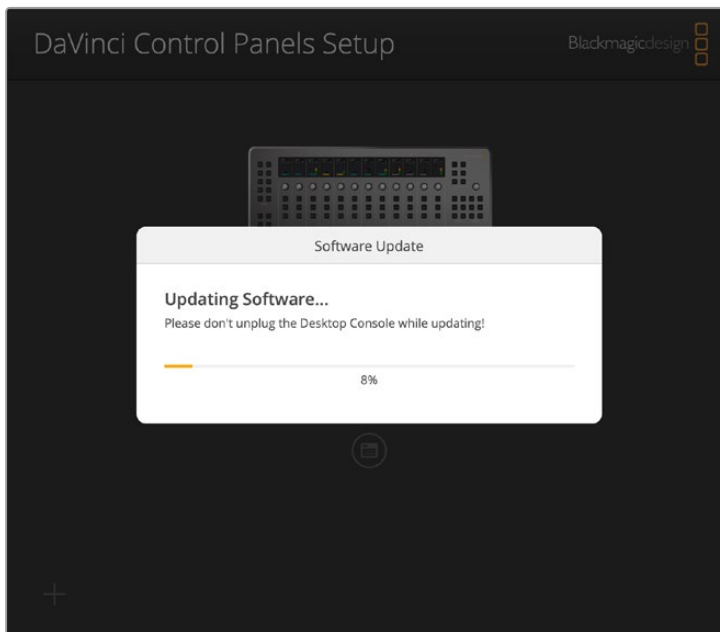 DaVinci Control Panels Setup
Blackmagicdesign
Software Update
Updating Software...
Please don't unplug the Desktop Console while updating!
8%